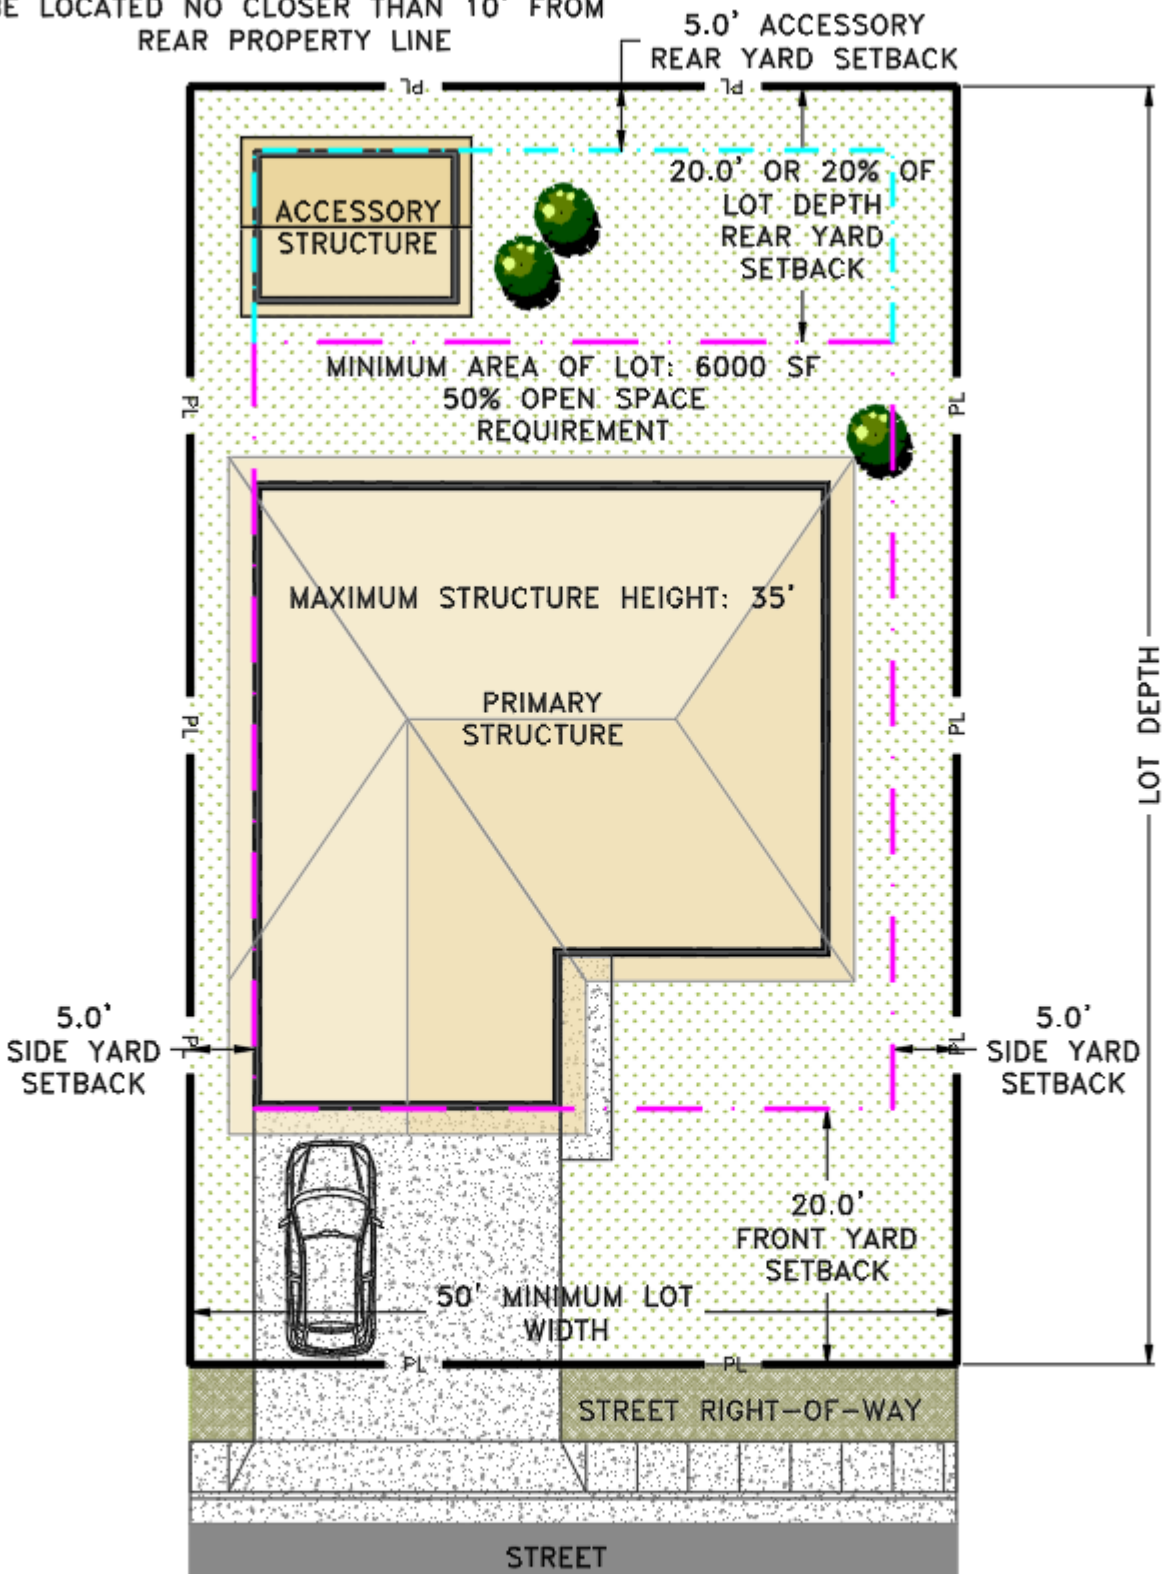 BE LOCATED NO CLOSER THAN 10' FROM
REAR PROPERTY LINE
5.0' ACCESSORY
REAR YARD SETBACK
PL
PL
20.0' OR 20% OF
LOT DEPTH
REAR YARD
SETBACK
ACCESSORY
STRUCTURE
MINIMUM AREA OF LOT: 6000 SF
50% OPEN SPACE
REQUIREMENT
PL
PL
MAXIMUM STRUCTURE HEIGHT: 35'
PRIMARY
STRUCTURE
PL
PL
LOT DEPTH
5.0'
SIDE YARD
SETBACK
PL
PL
5.0'
SIDE YARD
SETBACK
20.0'
FRONT YARD
SETBACK
50' MINIMUM LOT
WIDTH
PL
PL
STREET RIGHT-OF-WAY
STREET